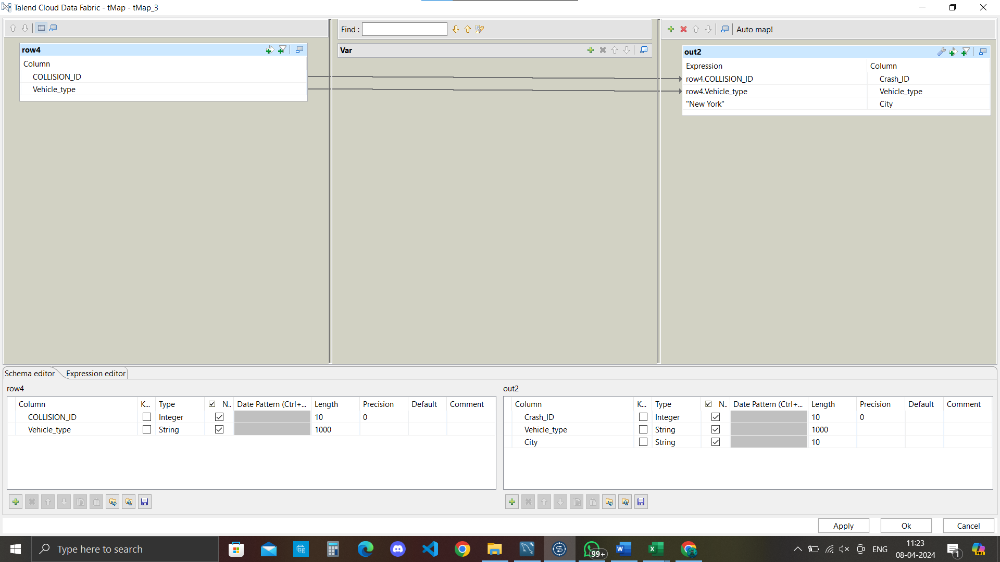 Talend Cloud Data Fabric - tMap - tMap_3
Find :
Auto map!
row4
Column
COLLISION_ID
Vehicle_type
Var
out2
Expression Column
row4.COLLISION_ID Crash_ID
row4.Vehicle_type Vehicle_type
"New York" City
Schema editor Expression editor
row4
Column K... Type N.. Date Pattern (Ctrl+... Length Precision Default Comment
COLLISION_ID Integer 10 0
Vehicle_type String 1000
out2
Column K... Type N.. Date Pattern (Ctrl+... Length Precision Default Comment
Crash_ID Integer 10 0
Vehicle_type String 1000
City String 10
Apply Ok Cancel
Type here to search
99+
ENG
11:23
08-04-2024
1
PRE